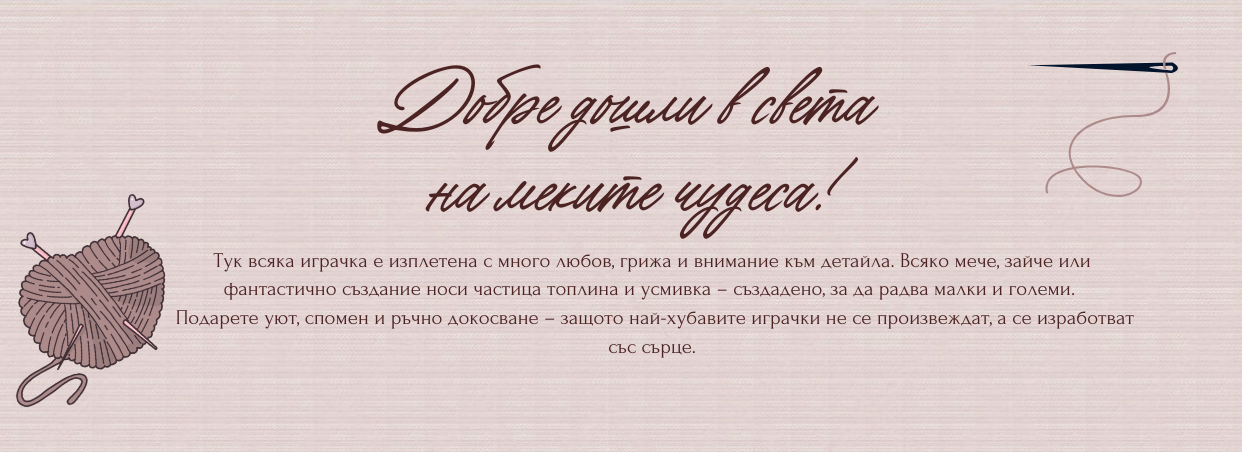 Добре дошли в света
на меките чудеса!
Тук всяка играчка е изплетена с много любов, грижа и внимание към детайла. Всяко мече, зайче или
фантастично създание носи частица топлина и усмивка – създадено, за да радва малки и големи.
Подарете уют, спомен и ръчно докосване – защото най-хубавите играчки не се произвеждат, а се изработват
със сърце.